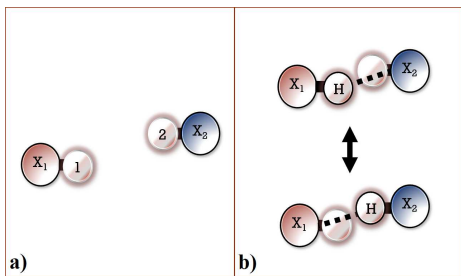 X₁ 1
2 X₂
a)
X₁ H X₂
X₁ H X₂
b)